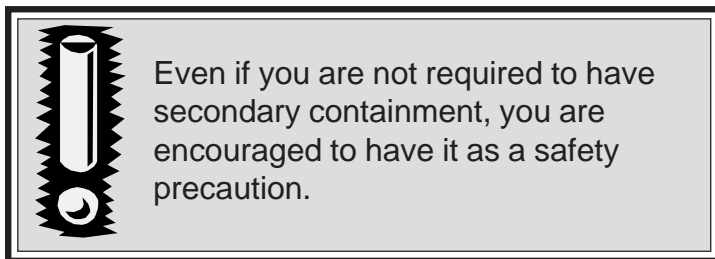 Even if you are not required to have
secondary containment, you are
encouraged to have it as a safety
precaution.